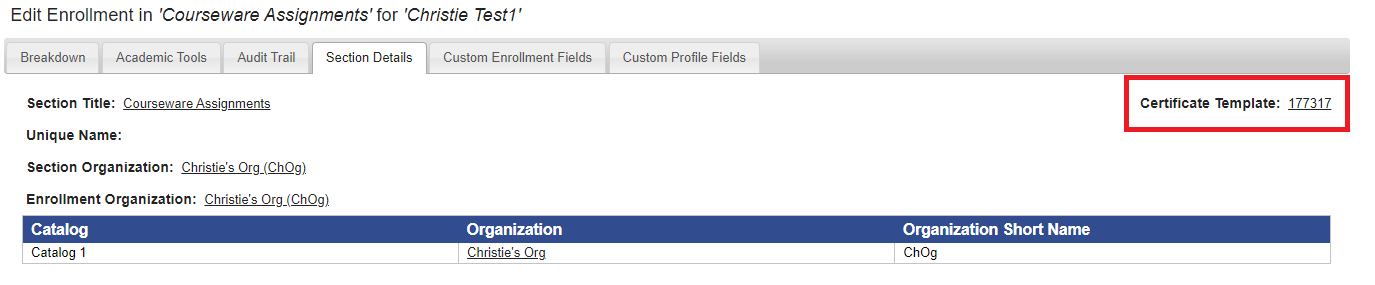 Edit Enrollment in 'Courseware Assignments' for 'Christie Test1'
Breakdown Academic Tools Audit Trail Section Details Custom Enrollment Fields Custom Profile Fields
Section Title: Courseware Assignments Certificate Template: 177317
Unique Name:
Section Organization: Christie's Org (ChOg)
Enrollment Organization: Christie's Org (ChOg)
Catalog Organization Organization Short Name
Catalog 1 Christie's Org ChOg